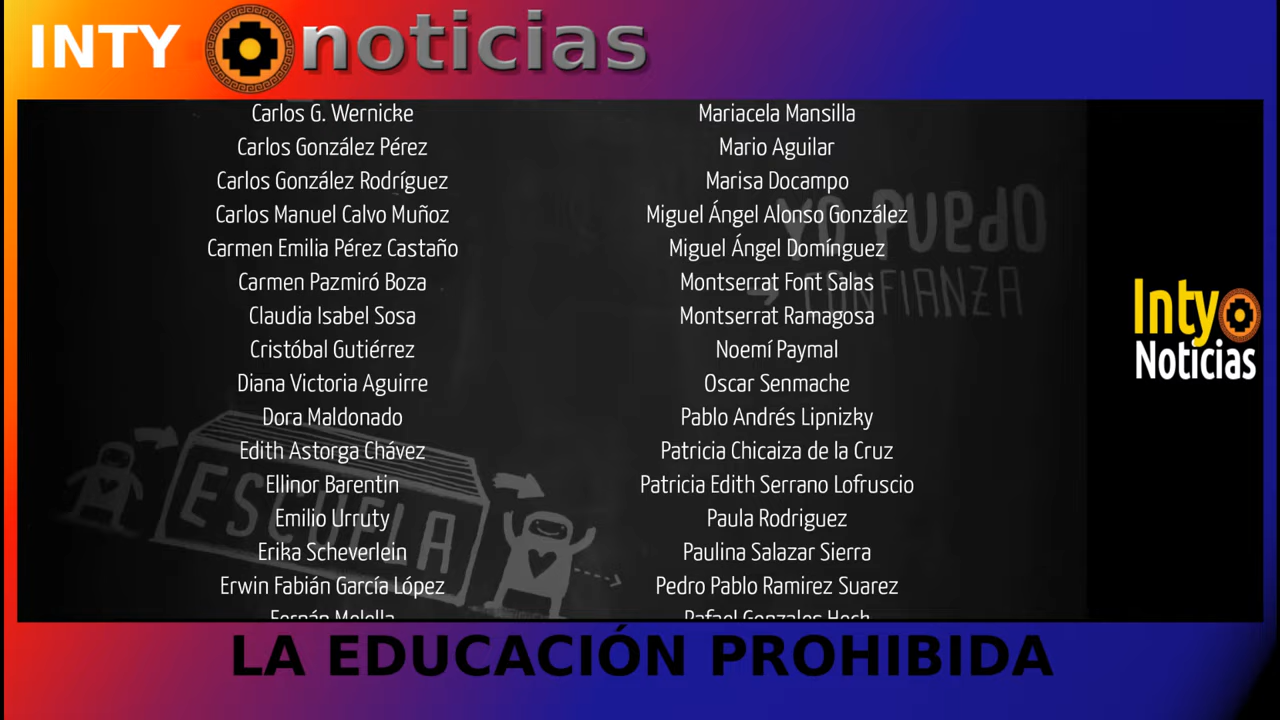 INTY noticias
Carlos G. Wernicke
Carlos González Pérez
Carlos González Rodríguez
Carlos Manuel Calvo Muñoz
Carmen Emilia Pérez Castaño
Carmen Pazmiró Boza
Claudia Isabel Sosa
Cristóbal Gutiérrez
Diana Victoria Aguirre
Dora Maldonado
Edith Astorga Chávez
Ellinor Barentin
Emilio Urruty
Erika Scheverlein
Erwin Fabián García López
Mariacela Mansilla
Mario Aguilar
Marisa Docampo
Miguel Ángel Alonso González
Miguel Ángel Domínguez
Montserrat Font Salas
Montserrat Ramagosa
Noemí Paymal
Oscar Senmache
Pablo Andrés Lipnizky
Patricia Chicaiza de la Cruz
Patricia Edith Serrano Lofruscio
Paula Rodriguez
Paulina Salazar Sierra
Pedro Pablo Ramirez Suarez
YO PUEDO
CONFIANZA
ESCUELA
Inty
Noticias
LA EDUCACIÓN PROHIBIDA